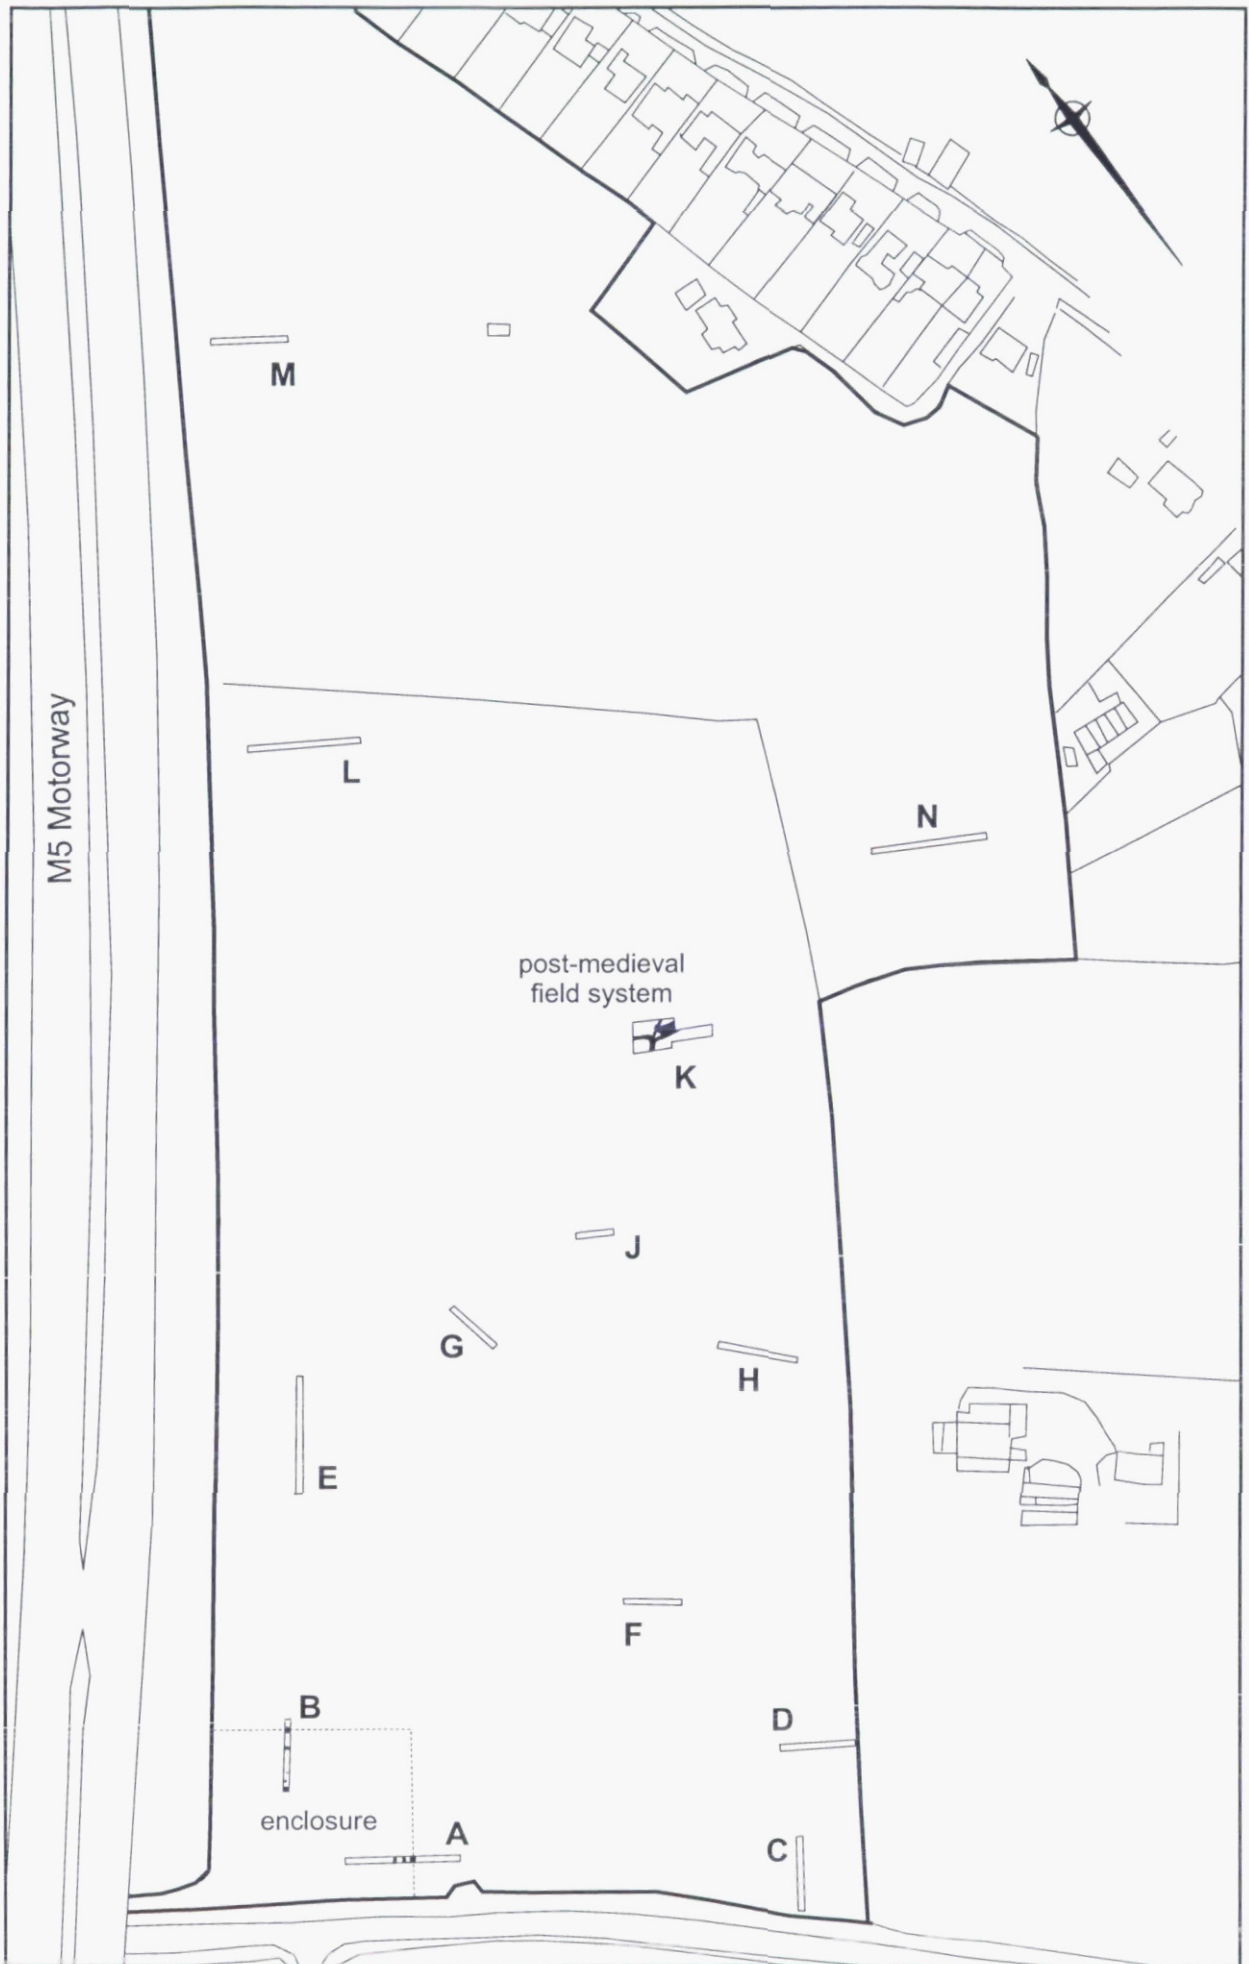 M
M5 Motorway
L
N
post-medieval
field system
K
J
G
H
E
F
B
D
enclosure
A
C